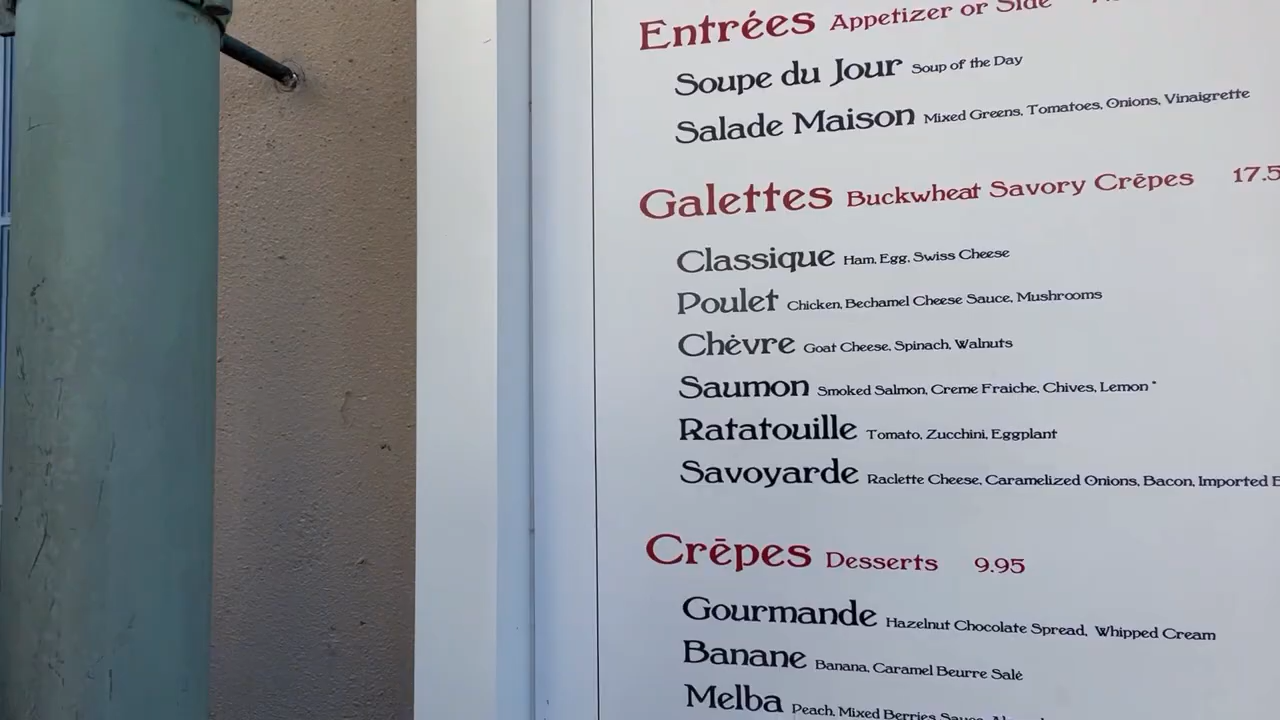 Entrées Appetizer or Side
Soupe du Jour Soup of the Day
Salade Maison Mixed Greens, Tomatoes, Onions, Vinaigrette
Galettes Buckwheat Savory Crēpes 17.5
Classique Ham, Egg, Swiss Cheese
Poulet Chicken, Bechamel Cheese Sauce, Mushrooms
Chèvre Goat Cheese, Spinach, Walnuts
Saumon Smoked Salmon, Creme Fraiche, Chives, Lemon *
Ratatouille Tomato, Zucchini, Eggplant
Savoyarde Raclette Cheese, Caramelized Onions, Bacon, Imported
Crēpes Desserts 9.95
Gourmande Hazelnut Chocolate Spread, Whipped Cream
Banane Banana, Caramel Beurre Salé
Melba Peach, Mixed Berries